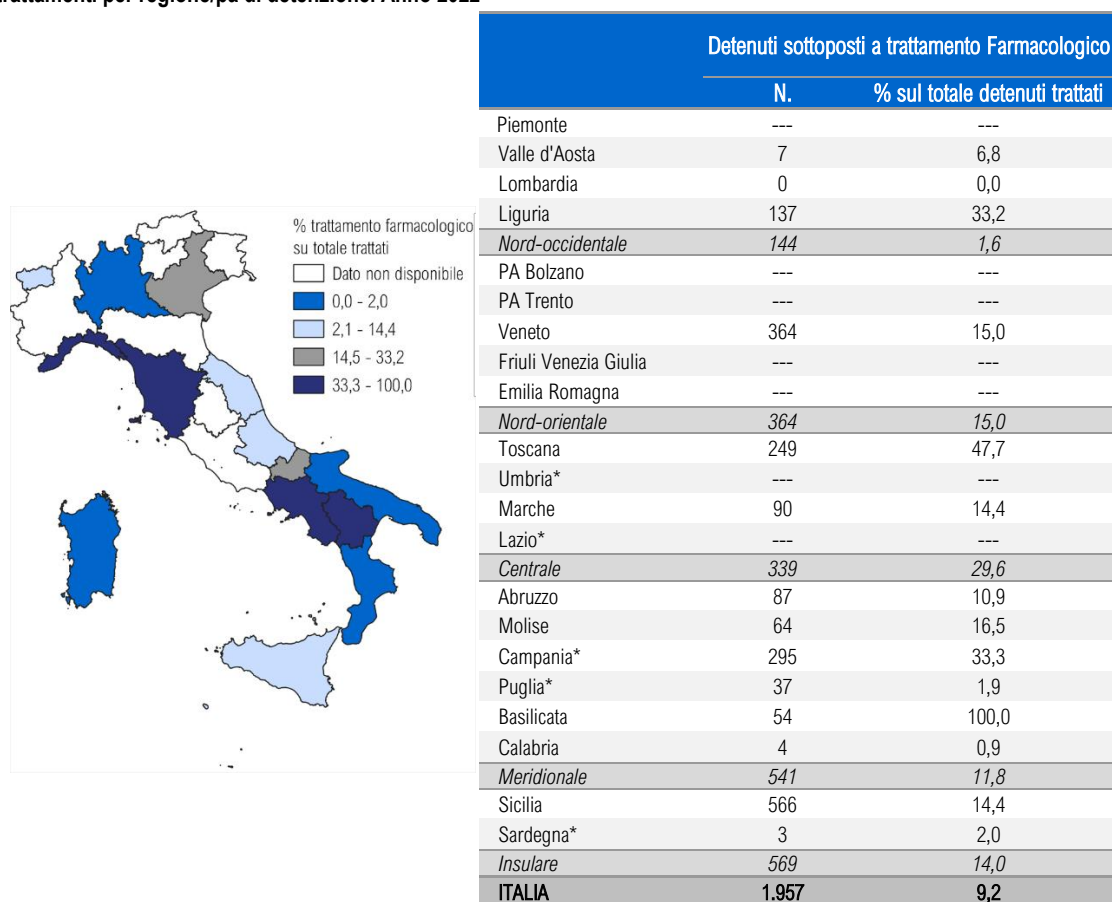 trattamenti per regione/pa di detenzione. Anno 2022
Detenuti sottoposti a trattamento Farmacologico
N. % sul totale detenuti trattati
Piemonte --- ---
Valle d'Aosta 7 6,8
Lombardia 0 0,0
Liguria 137 33,2
Nord-occidentale 144 1,6
PA Bolzano --- ---
PA Trento --- ---
Veneto 364 15,0
Friuli Venezia Giulia --- ---
Emilia Romagna --- ---
Nord-orientale 364 15,0
Toscana 249 47,7
Umbria* --- ---
Marche 90 14,4
Lazio* --- ---
Centrale 339 29,6
Abruzzo 87 10,9
Molise 64 16,5
Campania* 295 33,3
Puglia* 37 1,9
Basilicata 54 100,0
Calabria 4 0,9
Meridionale 541 11,8
Sicilia 566 14,4
Sardegna* 3 2,0
Insulare 569 14,0
ITALIA 1.957 9,2
% trattamento farmacologico
su totale trattati
Dato non disponibile
0,0 - 2,0
2,1 - 14,4
14,5 - 33,2
33,3 - 100,0